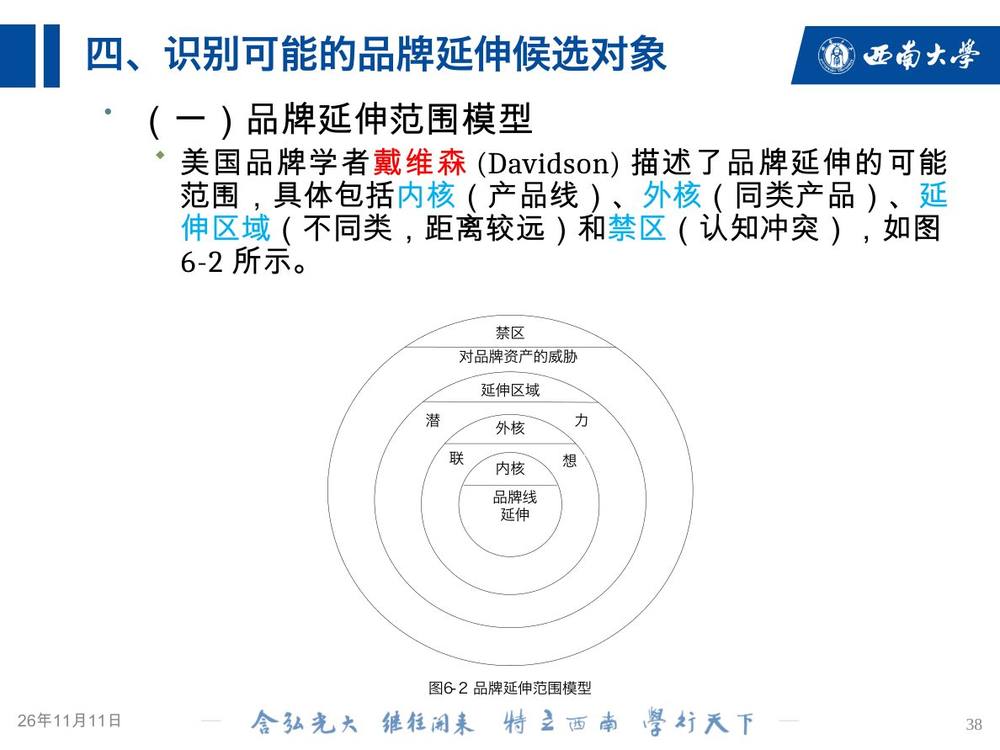 四、识别可能的品牌延伸候选对象
西南大学
（一）品牌延伸范围模型
美国品牌学者戴维森 (Davidson) 描述了品牌延伸的可能
范围，具体包括内核（产品线）、外核（同类产品）、延
伸区域（不同类，距离较远）和禁区（认知冲突），如图
6-2 所示。
禁区
对品牌资产的威胁
延伸区域
潜 力
外核
联 想
内核
品牌线
延伸
图6-2 品牌延伸范围模型
26年11月11日
含弘光大 继往开来 特立西南 學行天下
38